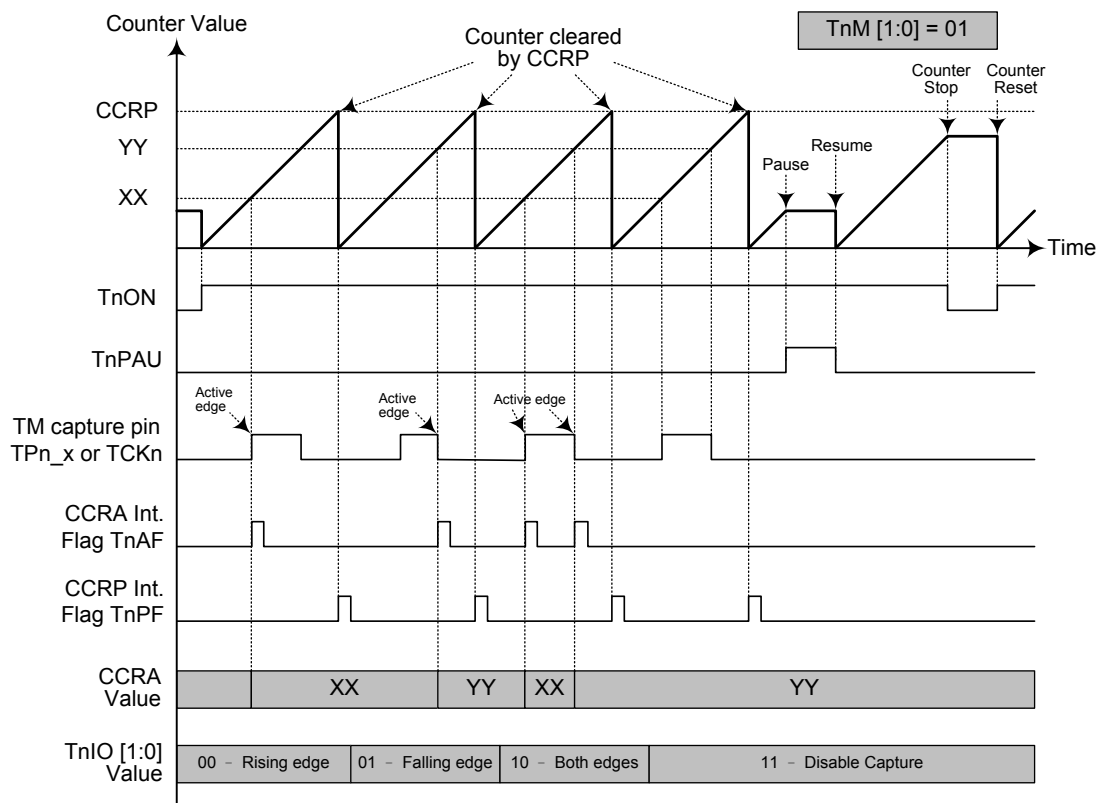 Counter Value
TnM [1:0] = 01
Counter cleared
by CCRP
Counter
Stop
Counter
Reset
CCRP
YY
XX
Pause
Resume
Time
TnON
TnPAU
Active
edge
Active
edge
Active edge
TM capture pin
TPn_x or TCKn
CCRA Int.
Flag TnAF
CCRP Int.
Flag TnPF
CCRA
Value
XX
YY
XX
YY
TnIO [1:0]
Value
00 – Rising edge
01 – Falling edge
10 – Both edges
11 – Disable Capture